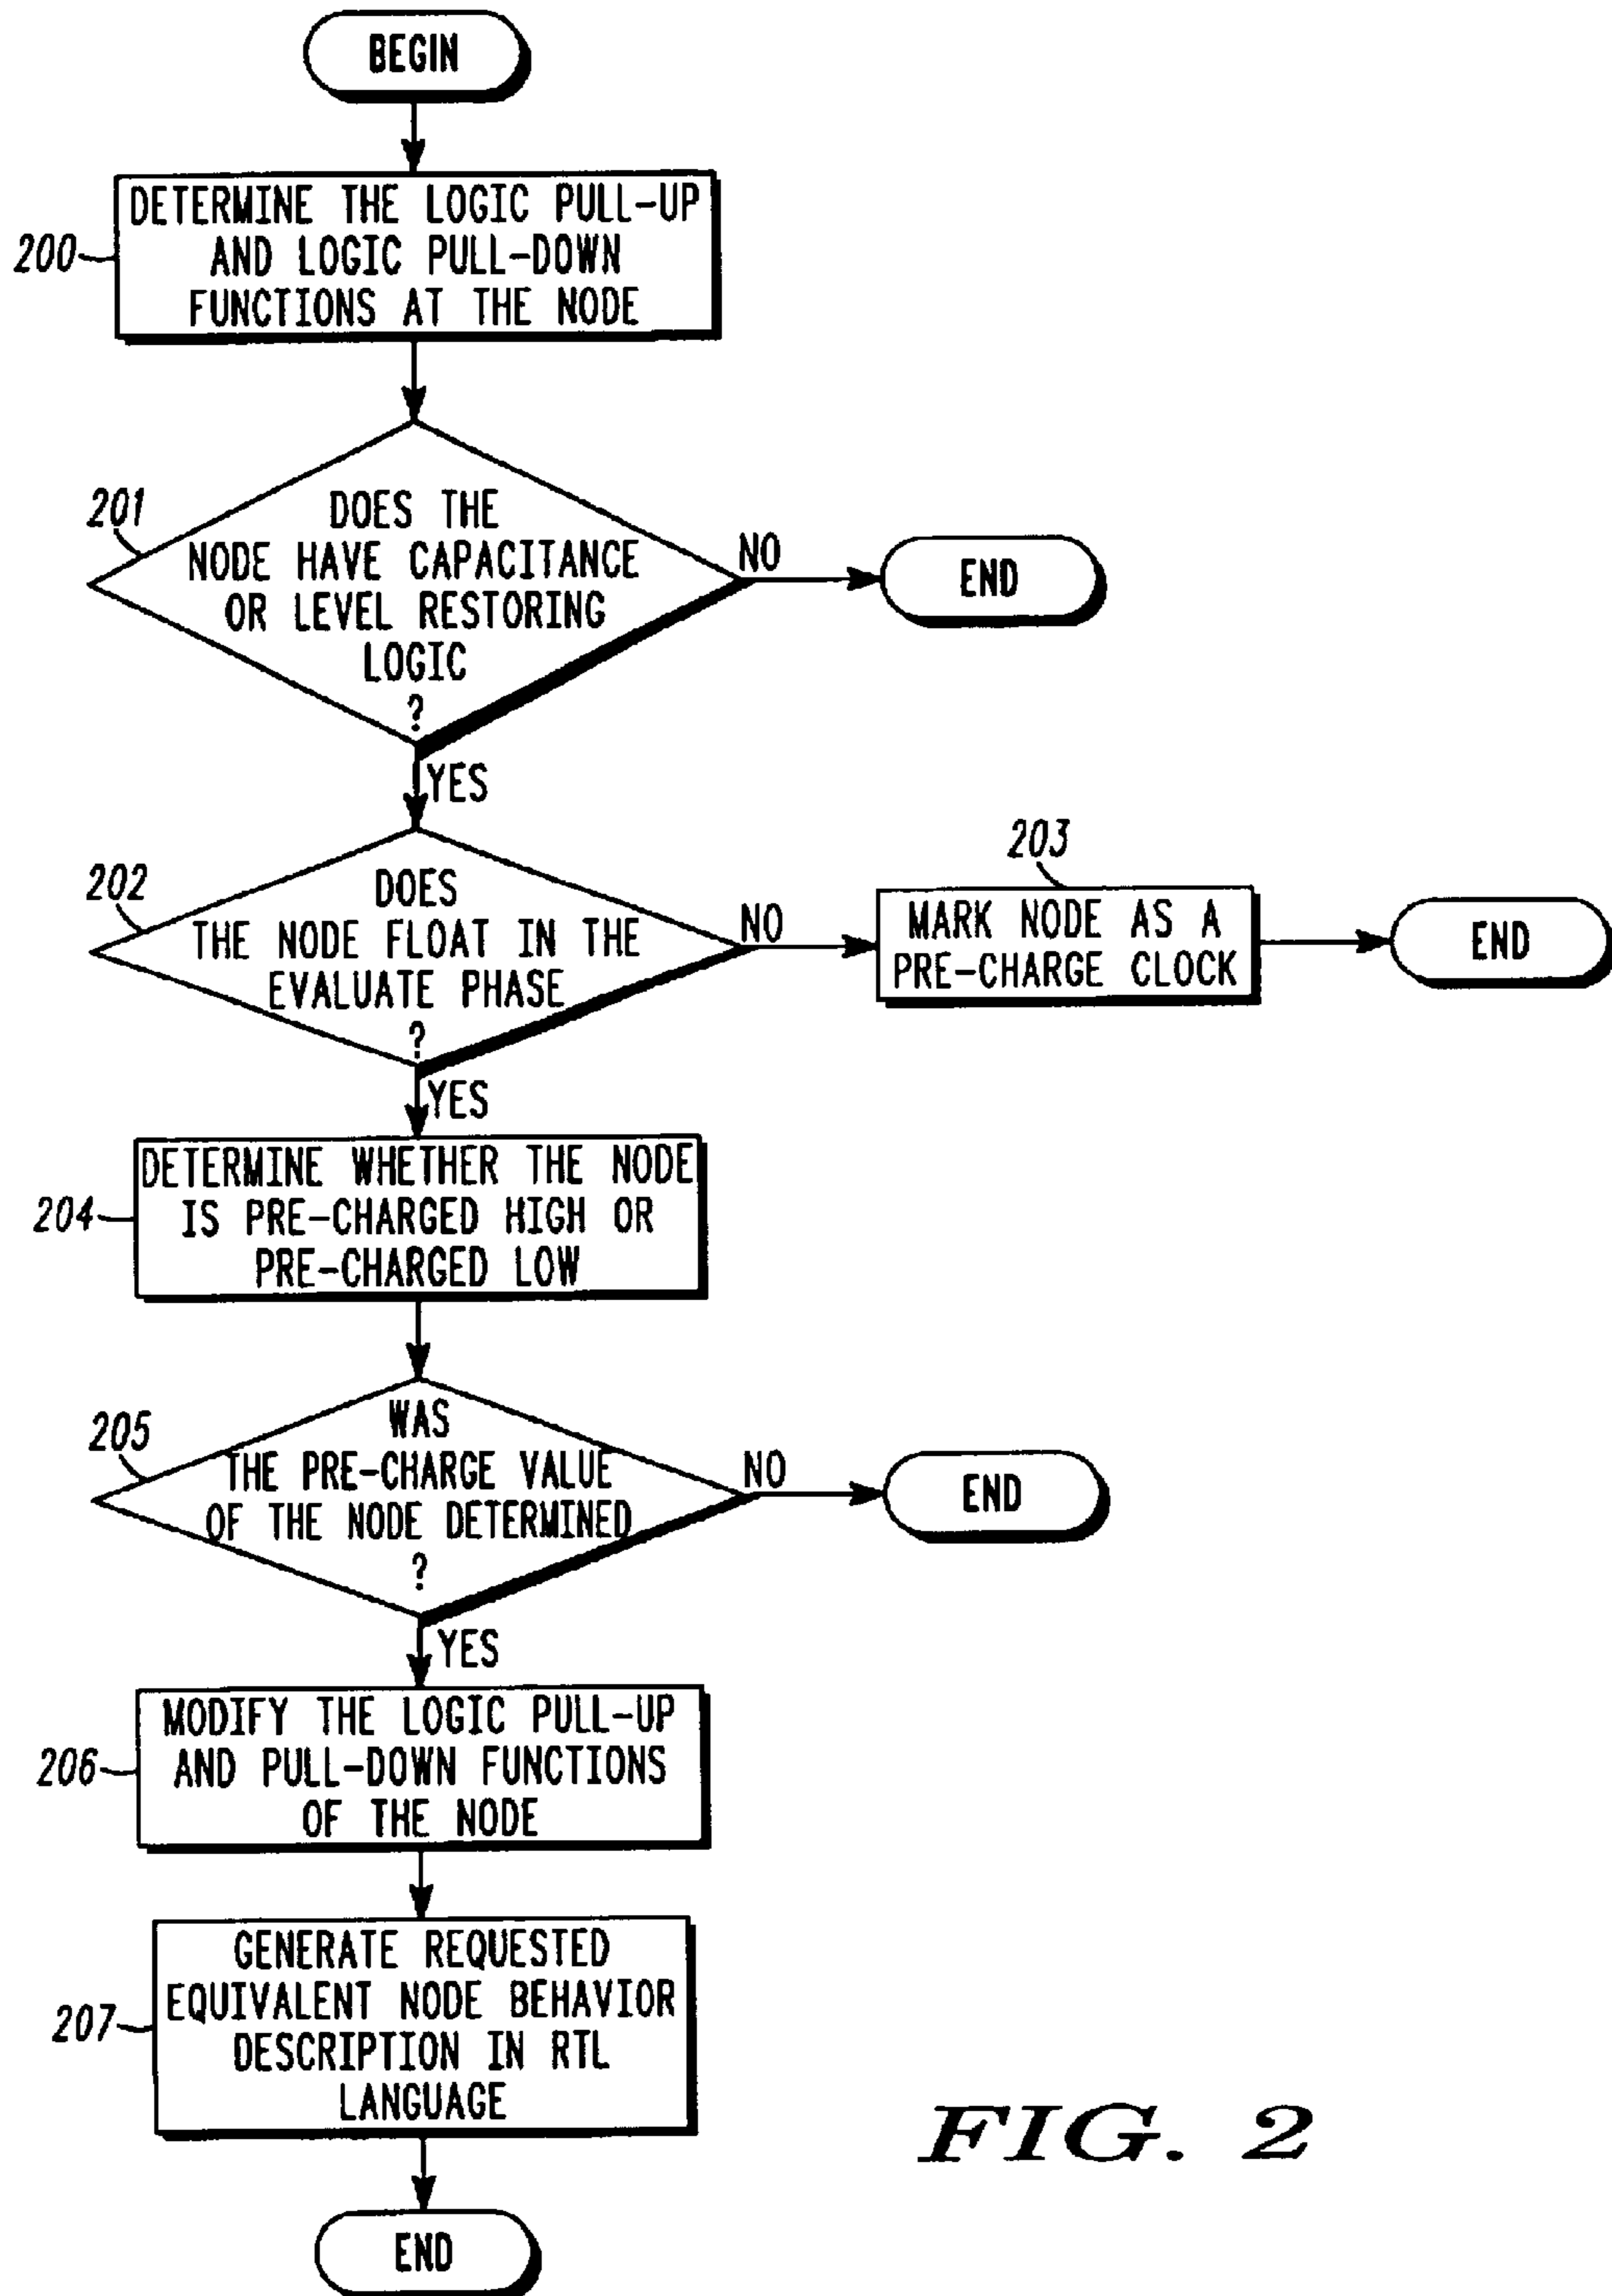 BEGIN
200
DETERMINE THE LOGIC PULL-UP
AND LOGIC PULL-DOWN
FUNCTIONS AT THE NODE
201
DOES THE
NODE HAVE CAPACITANCE
OR LEVEL RESTORING
LOGIC
?
NO
END
YES
202
DOES
THE NODE FLOAT IN THE
EVALUATE PHASE
?
NO
203
MARK NODE AS A
PRE-CHARGE CLOCK
END
YES
204
DETERMINE WHETHER THE NODE
IS PRE-CHARGED HIGH OR
PRE-CHARGED LOW
205
WAS
THE PRE-CHARGE VALUE
OF THE NODE DETERMINED
?
NO
END
YES
206
MODIFY THE LOGIC PULL-UP
AND PULL-DOWN FUNCTIONS
OF THE NODE
207
GENERATE REQUESTED
EQUIVALENT NODE BEHAVIOR
DESCRIPTION IN RTL
LANGUAGE
END
FIG. 2